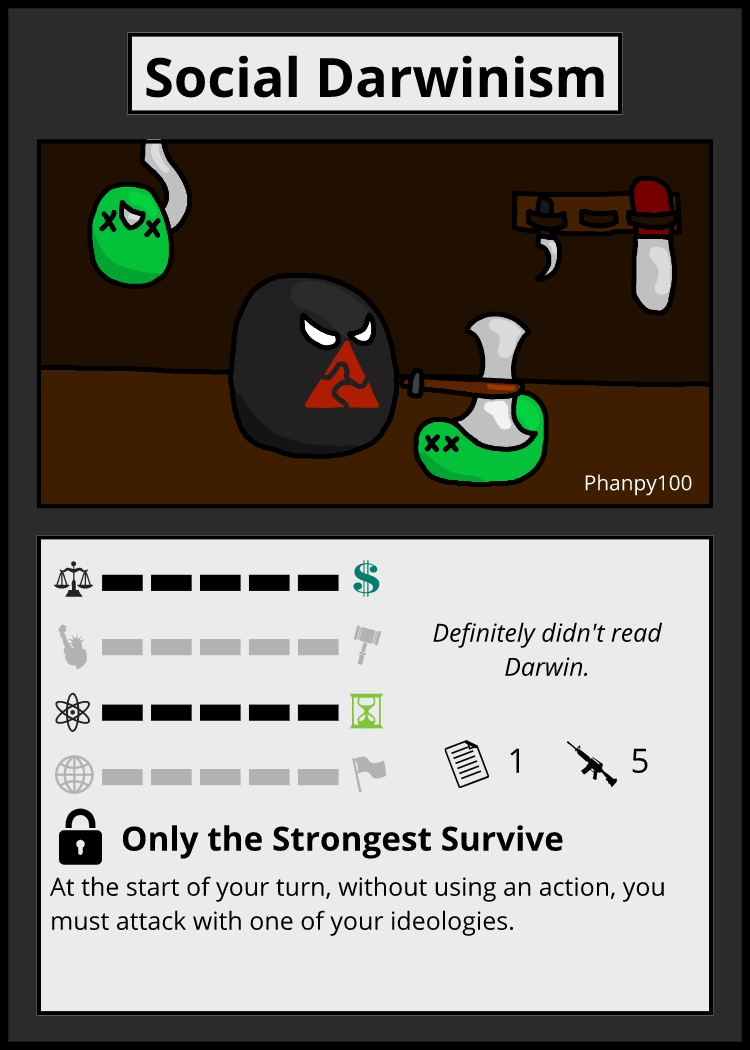 Social Darwinism
Phanpy100
$
Definitely didn't read
Darwin.
1
5
Only the Strongest Survive
At the start of your turn, without using an action, you
must attack with one of your ideologies.